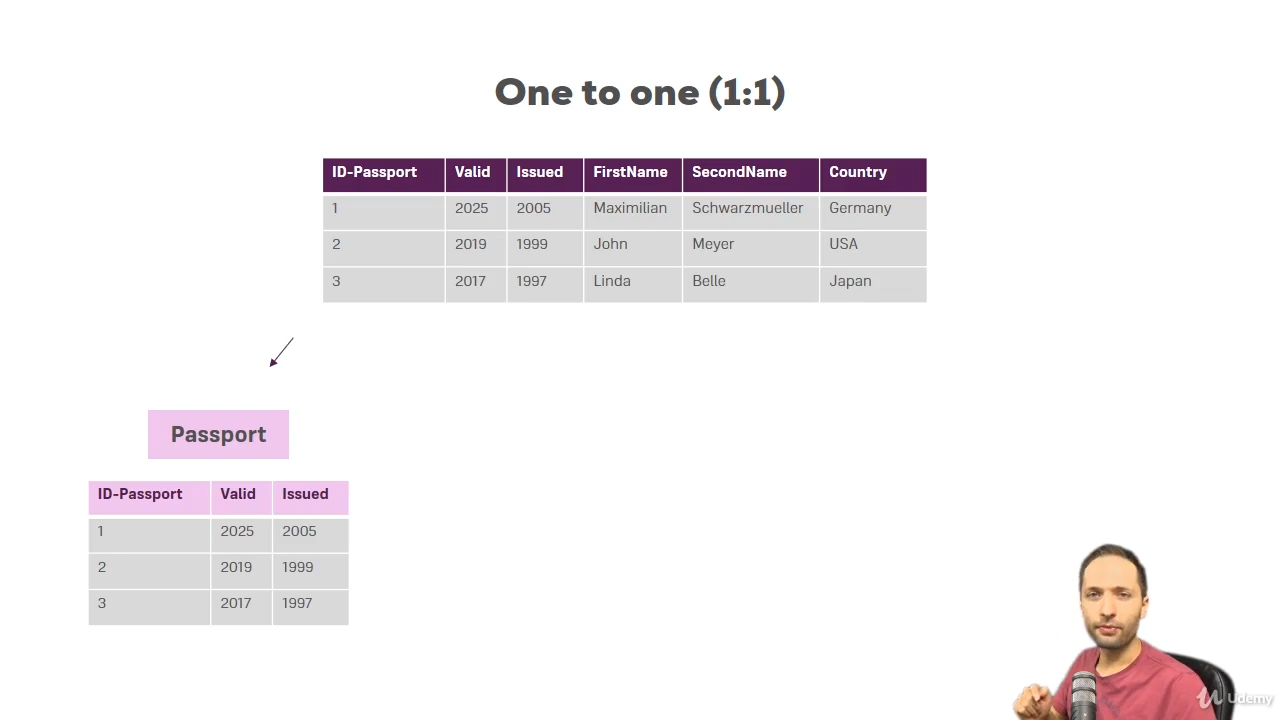 One to one (1:1)
ID-Passport Valid Issued FirstName SecondName Country
1 2025 2005 Maximilian Schwarzmueller Germany
2 2019 1999 John Meyer USA
3 2017 1997 Linda Belle Japan
Passport
ID-Passport Valid Issued
1 2025 2005
2 2019 1999
3 2017 1997
Udemy